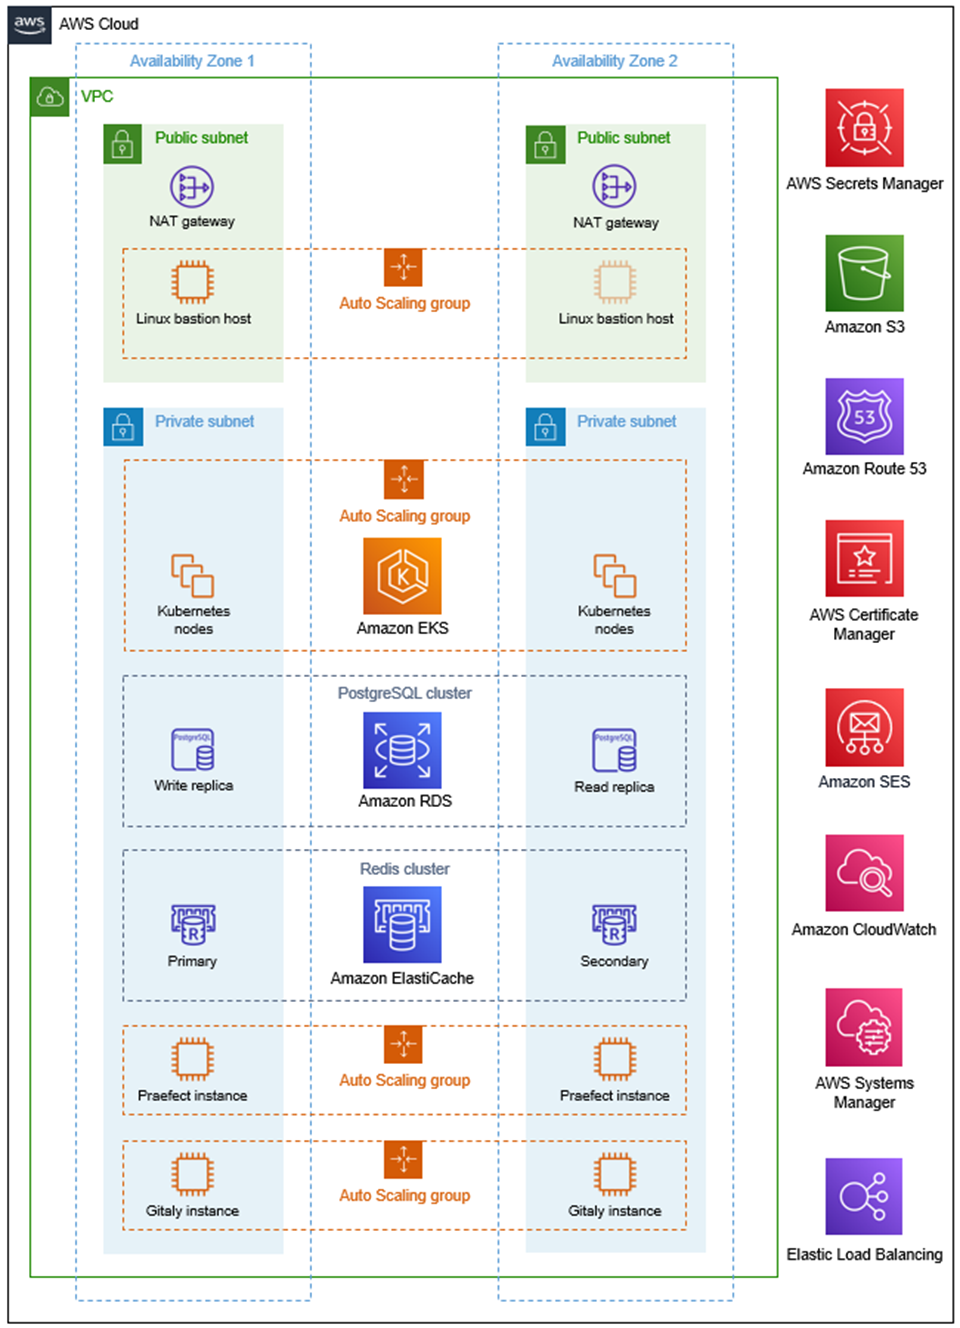 aws
AWS Cloud
Availability Zone 1
Availability Zone 2
VPC
Public subnet
Public subnet
NAT gateway
NAT gateway
Auto Scaling group
Linux bastion host
Linux bastion host
Private subnet
Private subnet
Auto Scaling group
Kubernetes
nodes
Amazon EKS
Kubernetes
nodes
PostgreSQL cluster
PostgreSQL
Write replica
Amazon RDS
PostgreSQL
Read replica
Redis cluster
R
Primary
Amazon ElastiCache
R
Secondary
Auto Scaling group
Praefect instance
Praefect instance
Auto Scaling group
Gitaly instance
Gitaly instance
AWS Secrets Manager
Amazon S3
53
Amazon Route 53
AWS Certificate
Manager
Amazon SES
Amazon CloudWatch
AWS Systems
Manager
Elastic Load Balancing